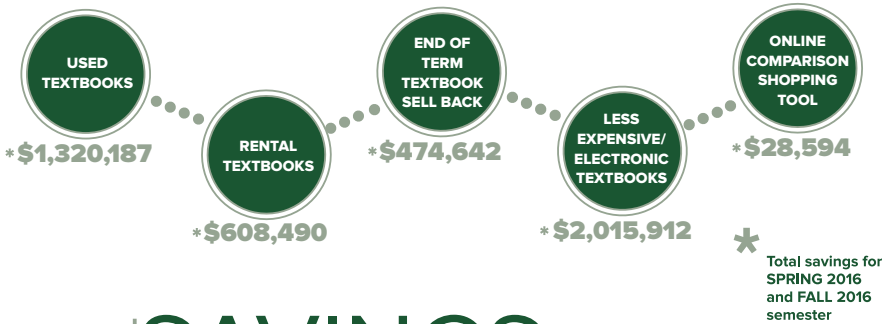 USED
TEXTBOOKS
*$1,320,187
RENTAL
TEXTBOOKS
*$608,490
END OF
TERM
TEXTBOOK
SELL BACK
*$474,642
LESS
EXPENSIVE/
ELECTRONIC
TEXTBOOKS
*$2,015,912
ONLINE
COMPARISON
SHOPPING
TOOL
*$28,594
*
Total savings for
SPRING 2016
and FALL 2016
semester
SAVINGS